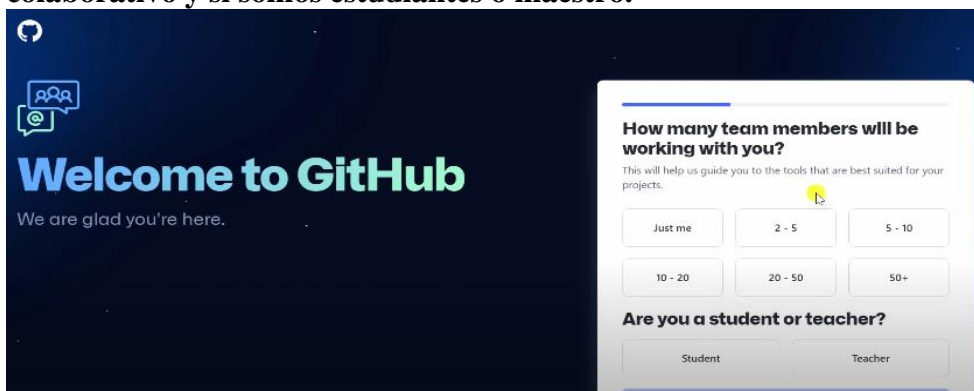 colaborativo y si somos estudiantes o maestro.
Welcome to GitHub
We are glad you're here.
How many team members will be
working with you?
This will help us guide you to the tools that are best suited for your
projects.
Just me
2 - 5
5 - 10
10 - 20
20 - 50
50+
Are you a student or teacher?
Student
Teacher